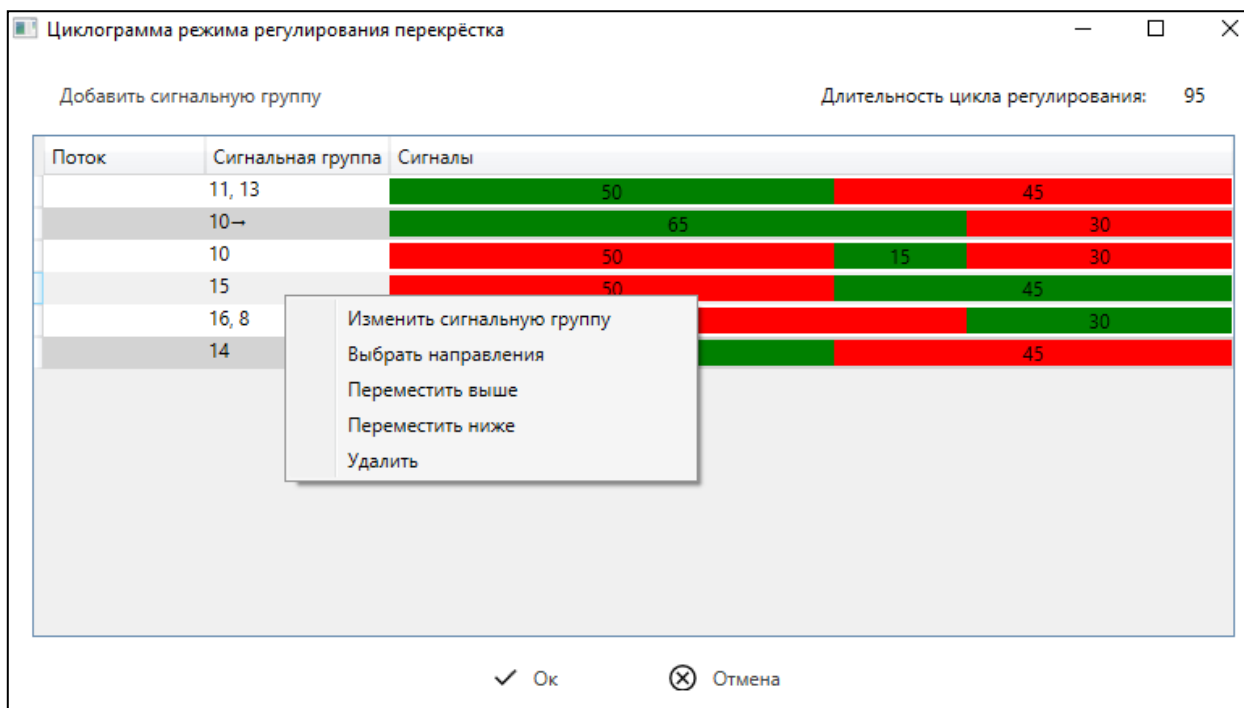 Циклограмма режима регулирования перекрёстка
Добавить сигнальную группу Длительность цикла регулирования: 95
Поток Сигнальная группа Сигналы
11, 13 50 45
10→ 65 30
10 50 15 30
15 50 45
16, 8 30
14 45
Изменить сигнальную группу
Выбрать направления
Переместить выше
Переместить ниже
Удалить
Ок Отмена